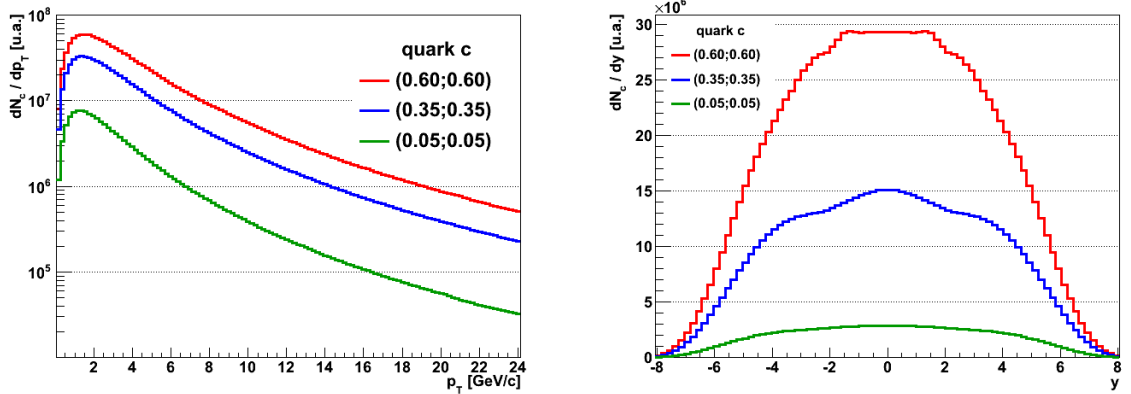 dN_c / dp_T [u.a.]
10^8
10^7
10^6
10^5
quark c
(0.60;0.60)
(0.35;0.35)
(0.05;0.05)
2 4 6 8 10 12 14 16 18 20 22 24
p_T [GeV/c]
×10^6
dN_c / dy [u.a.]
30
25
20
15
10
5
0
quark c
(0.60;0.60)
(0.35;0.35)
(0.05;0.05)
-8 -6 -4 -2 0 2 4 6 8
y